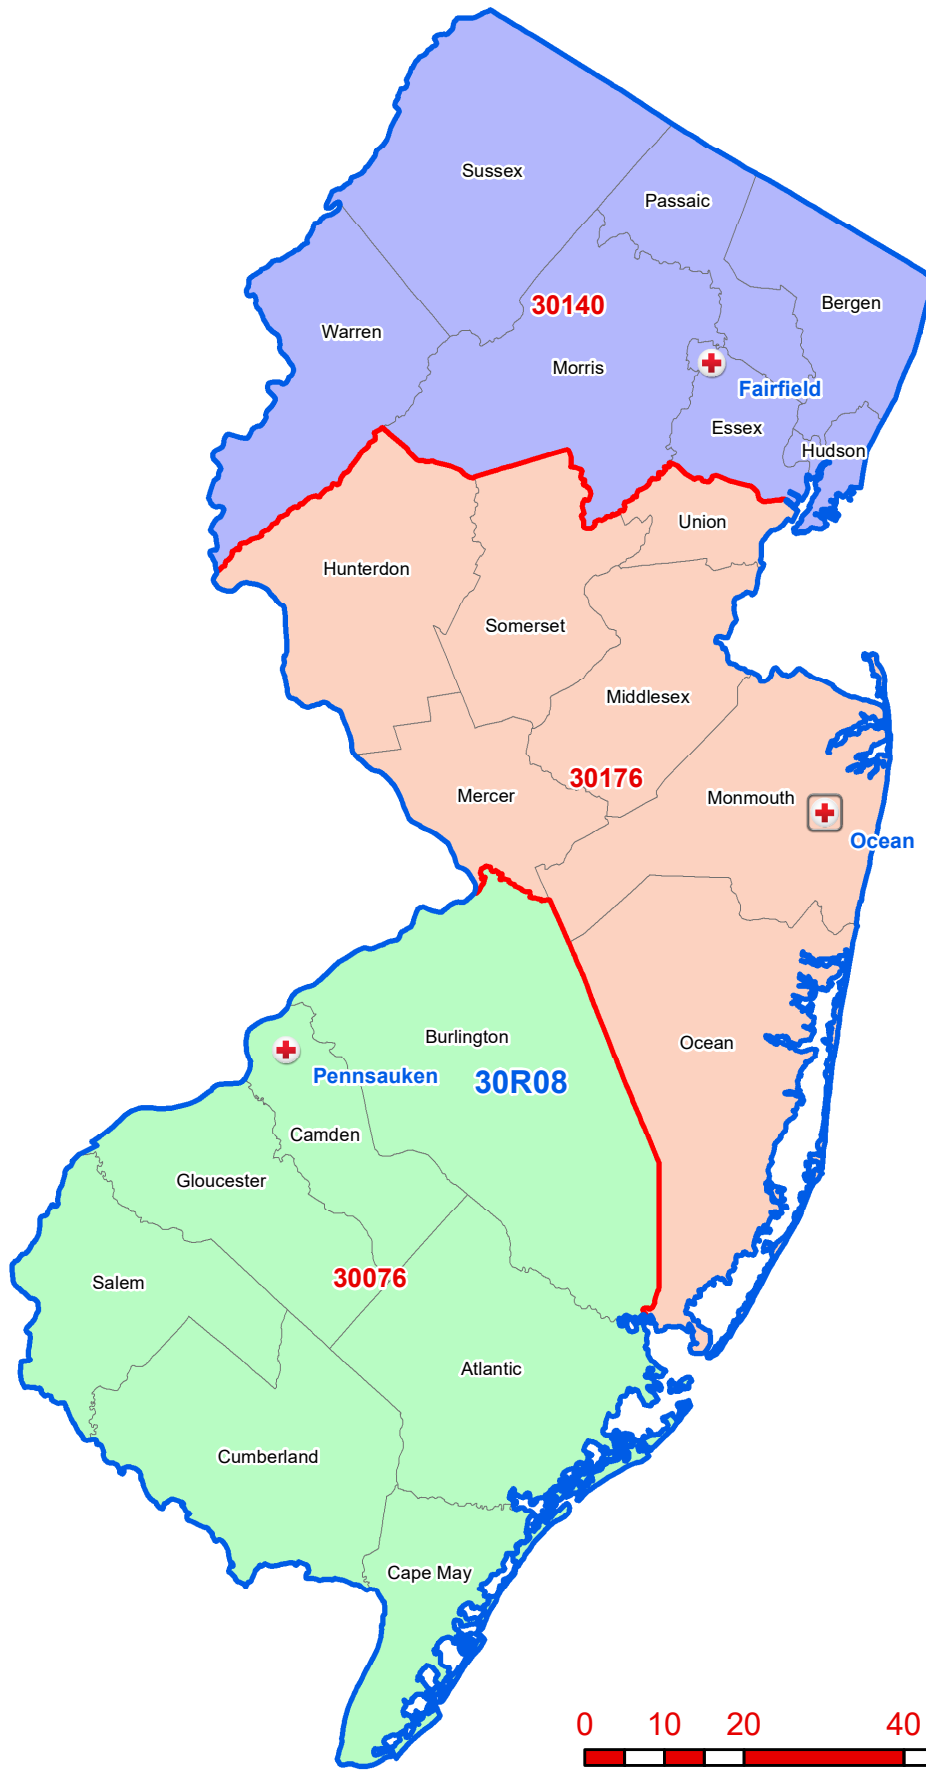 Sussex
Passaic
Bergen
30140
Warren
Morris
Fairfield
Essex
Hudson
Union
Hunterdon
Somerset
Middlesex
30176
Mercer
Monmouth
Ocean
Burlington
Ocean
Pennsauken
30R08
Camden
Gloucester
30076
Salem
Atlantic
Cumberland
Cape May
0 10 20 40